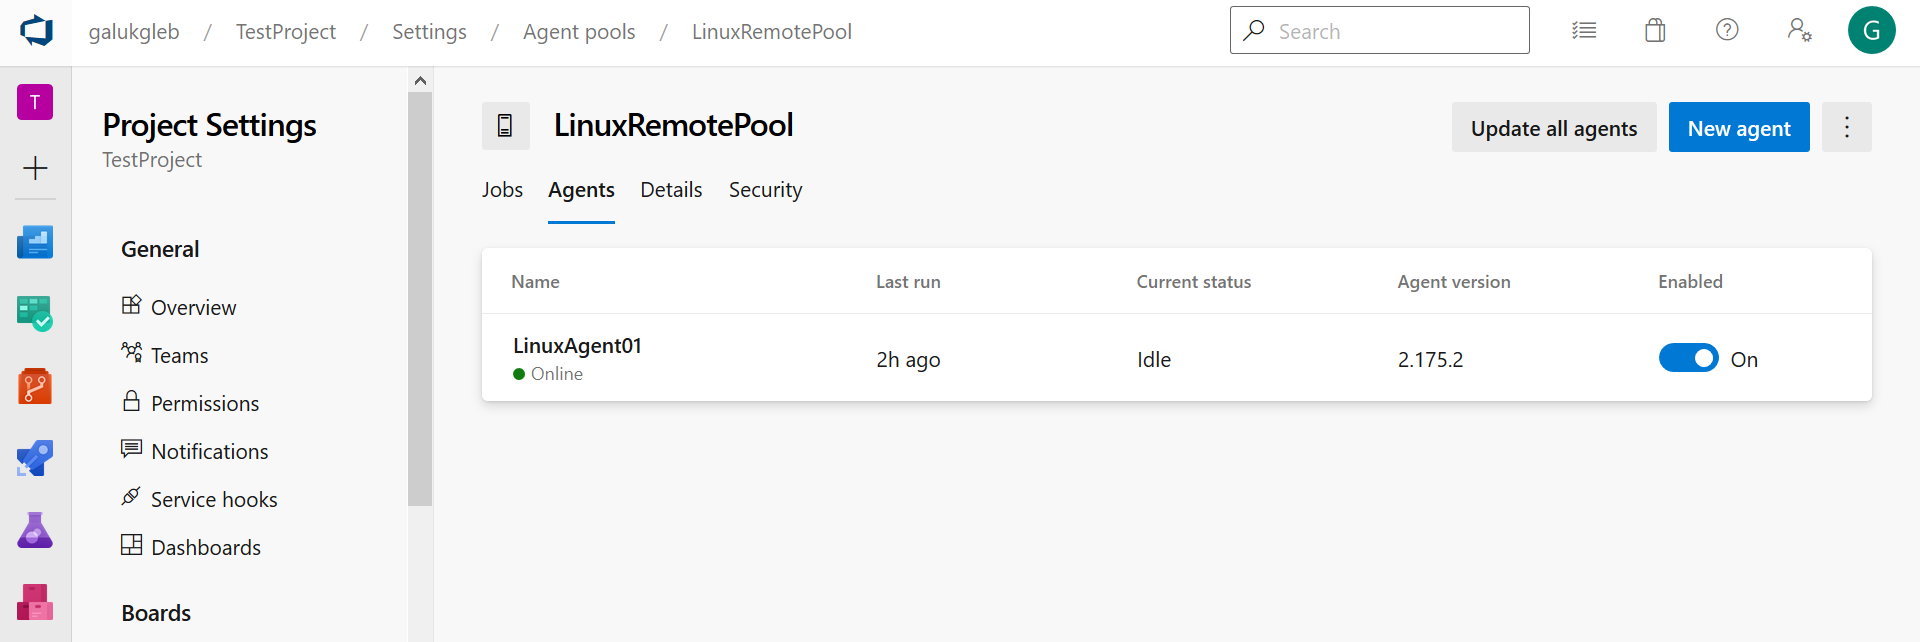 galukgleb / TestProject / Settings / Agent pools / LinuxRemotePool
Search
G
T
Project Settings
TestProject
General
Overview
Teams
Permissions
Notifications
Service hooks
Dashboards
Boards
LinuxRemotePool
Update all agents
New agent
Jobs Agents Details Security
Name Last run Current status Agent version Enabled
LinuxAgent01
Online
2h ago Idle 2.175.2 On